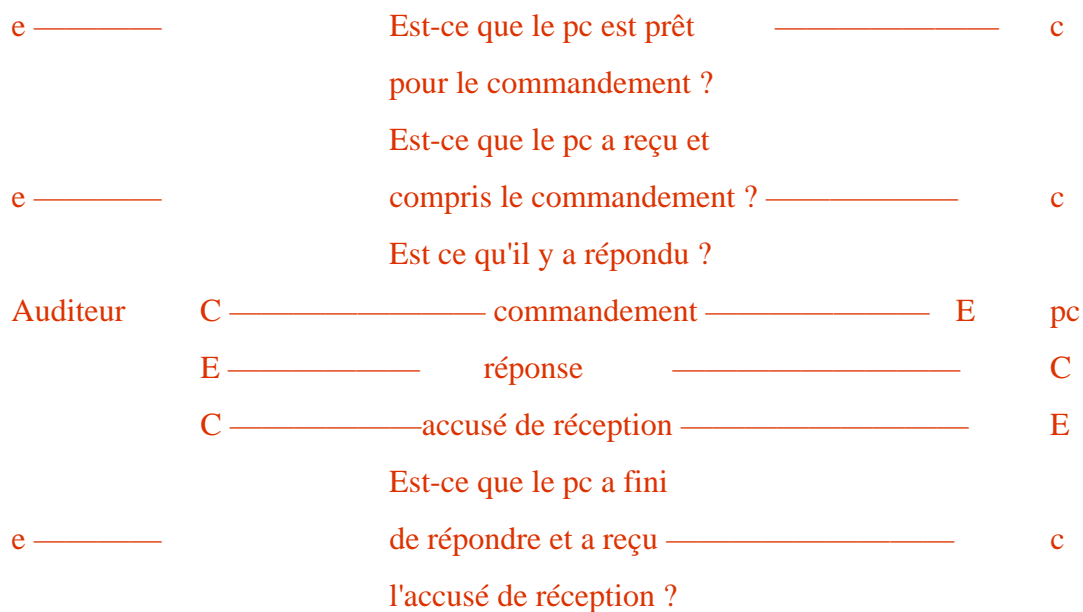 e ———— Est-ce que le pc est prêt ——————— c
pour le commandement ?
Est-ce que le pc a reçu et
e ———— compris le commandement ? —————— c
Est ce qu'il y a répondu ?
Auditeur C ———————— commandement ——————— E pc
E —————— réponse ————————— C
C ——————accusé de réception ————————— E
Est-ce que le pc a fini
e ———— de répondre et a reçu ————————— c
l'accusé de réception ?